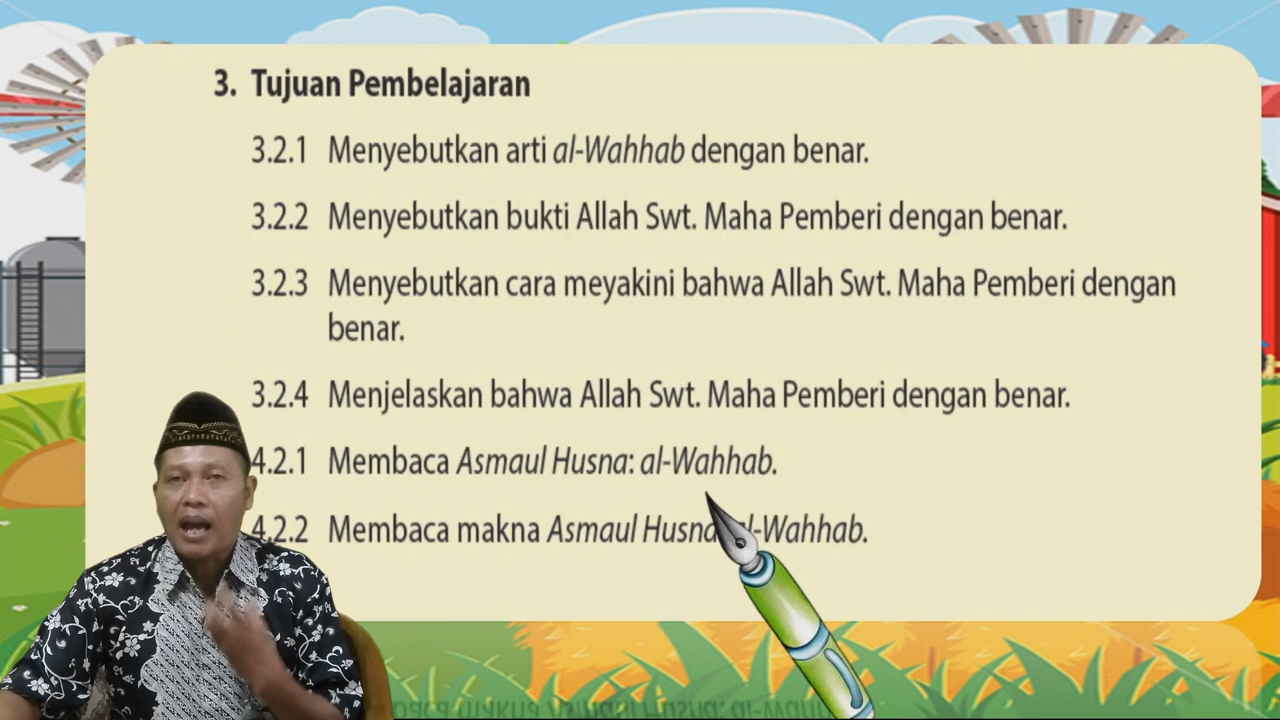 3. Tujuan Pembelajaran
3.2.1 Menyebutkan arti al-Wahhab dengan benar.
3.2.2 Menyebutkan bukti Allah Swt. Maha Pemberi dengan benar.
3.2.3 Menyebutkan cara meyakini bahwa Allah Swt. Maha Pemberi dengan
benar.
3.2.4 Menjelaskan bahwa Allah Swt. Maha Pemberi dengan benar.
4.2.1 Membaca Asmaul Husna: al-Wahhab.
4.2.2 Membaca makna Asmaul Husna al-Wahhab.